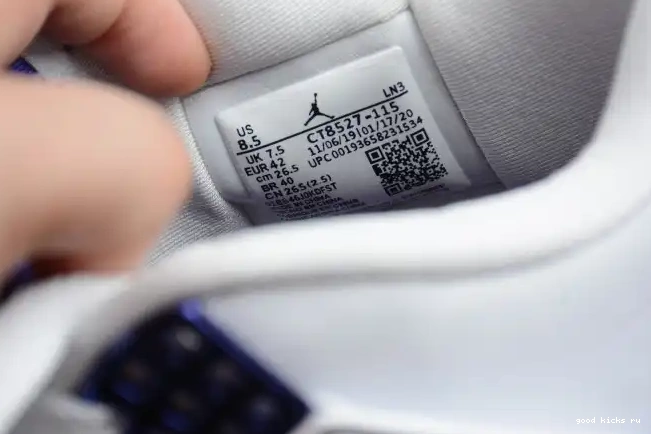 LN3
US
8.5
CT8527-115
UK 7.5
11/06/19|01/17/20
EUR 42
UPC00193658231534
cm 26.5
BR 40
CN 265(2.5)
good kicks ru